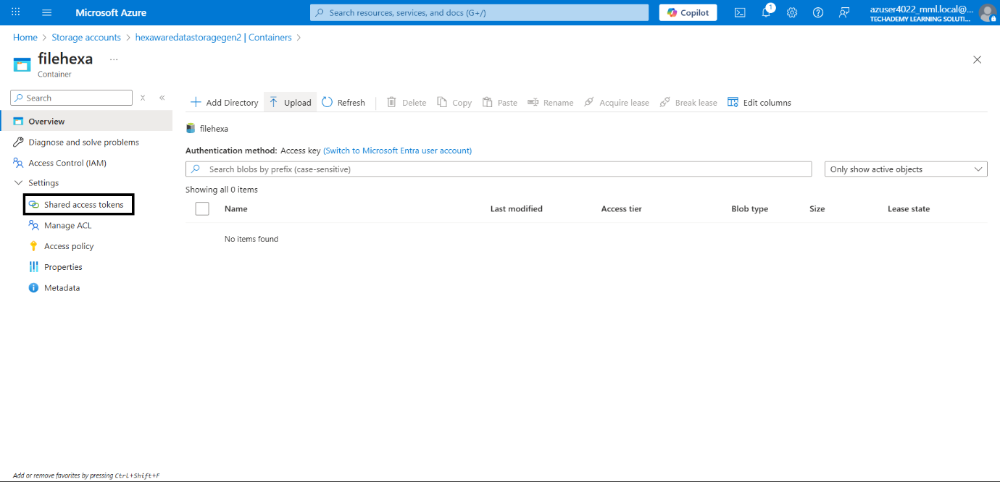 Microsoft Azure
Search resources, services, and docs (G+/)
Copilot
1
azuser4022_mml.local@...
TECHADEMY LEARNING SOLUTI...
Home > Storage accounts > hexawaredatastoragegen2 | Containers >
filehexa ...
Container
Search
Add Directory Upload Refresh Delete Copy Paste Rename Acquire lease Break lease Edit columns
Overview
Diagnose and solve problems
Access Control (IAM)
Settings
Shared access tokens
Manage ACL
Access policy
Properties
Metadata
filehexa
Authentication method: Access key (Switch to Microsoft Entra user account)
Search blobs by prefix (case-sensitive)
Only show active objects
Showing all 0 items
Name Last modified Access tier Blob type Size Lease state
No items found
Add or remove favorites by pressing Ctrl+Shift+F